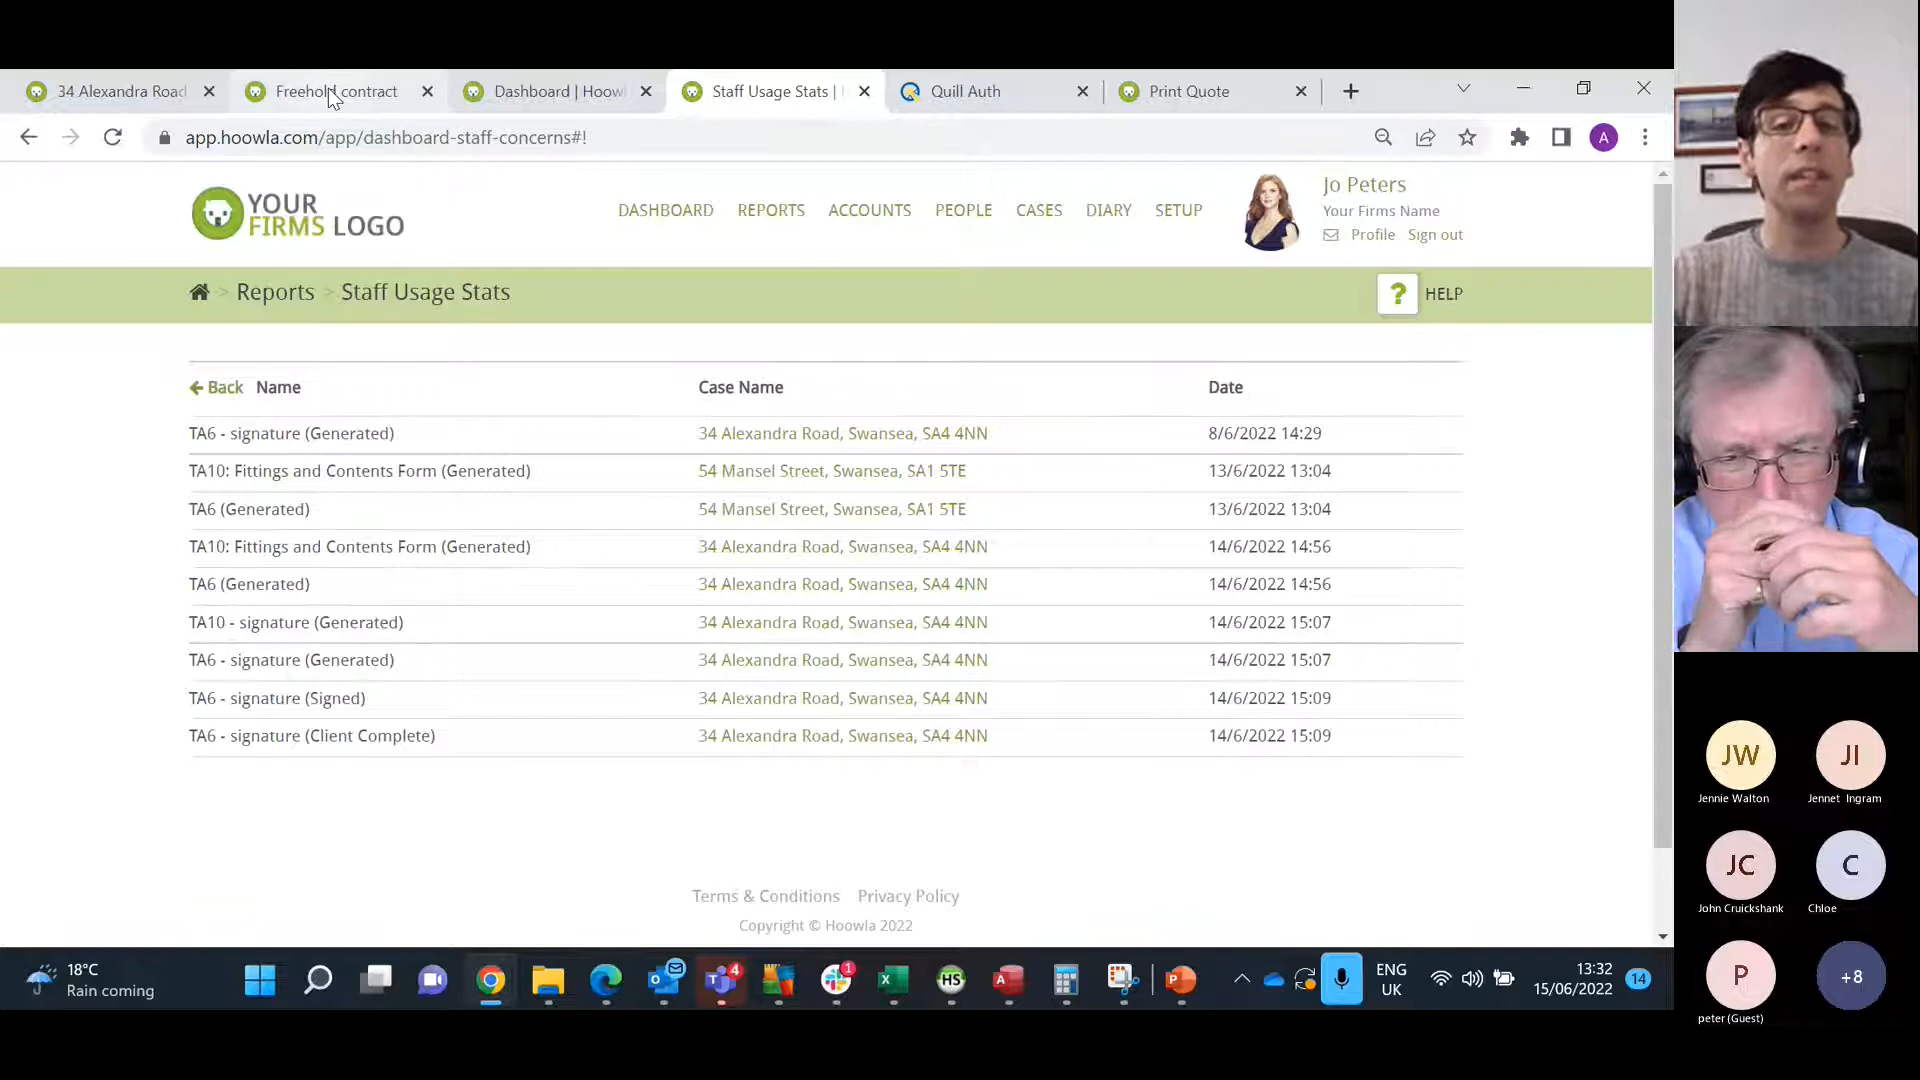 34 Alexandra Road
Freehold contract
Dashboard | Hoowl
Staff Usage Stats |
Quill Auth
Print Quote
app.hoowla.com/app/dashboard-staff-concerns#!
A
YOUR
FIRMS LOGO
DASHBOARD REPORTS ACCOUNTS PEOPLE CASES DIARY SETUP
Jo Peters
Your Firms Name
Profile Sign out
> Reports > Staff Usage Stats
? HELP
Back Name Case Name Date
TA6 - signature (Generated) 34 Alexandra Road, Swansea, SA4 4NN 8/6/2022 14:29
TA10: Fittings and Contents Form (Generated) 54 Mansel Street, Swansea, SA1 5TE 13/6/2022 13:04
TA6 (Generated) 54 Mansel Street, Swansea, SA1 5TE 13/6/2022 13:04
TA10: Fittings and Contents Form (Generated) 34 Alexandra Road, Swansea, SA4 4NN 14/6/2022 14:56
TA6 (Generated) 34 Alexandra Road, Swansea, SA4 4NN 14/6/2022 14:56
TA10 - signature (Generated) 34 Alexandra Road, Swansea, SA4 4NN 14/6/2022 15:07
TA6 - signature (Generated) 34 Alexandra Road, Swansea, SA4 4NN 14/6/2022 15:07
TA6 - signature (Signed) 34 Alexandra Road, Swansea, SA4 4NN 14/6/2022 15:09
TA6 - signature (Client Complete) 34 Alexandra Road, Swansea, SA4 4NN 14/6/2022 15:09
Terms & Conditions Privacy Policy
Copyright © Hoowla 2022
18°C
Rain coming
4
1
HS
ENG
UK
13:32
15/06/2022
14
JW
Jennie Walton
JI
Jennet Ingram
JC
John Cruickshank
C
Chloe
P
peter (Guest)
+8